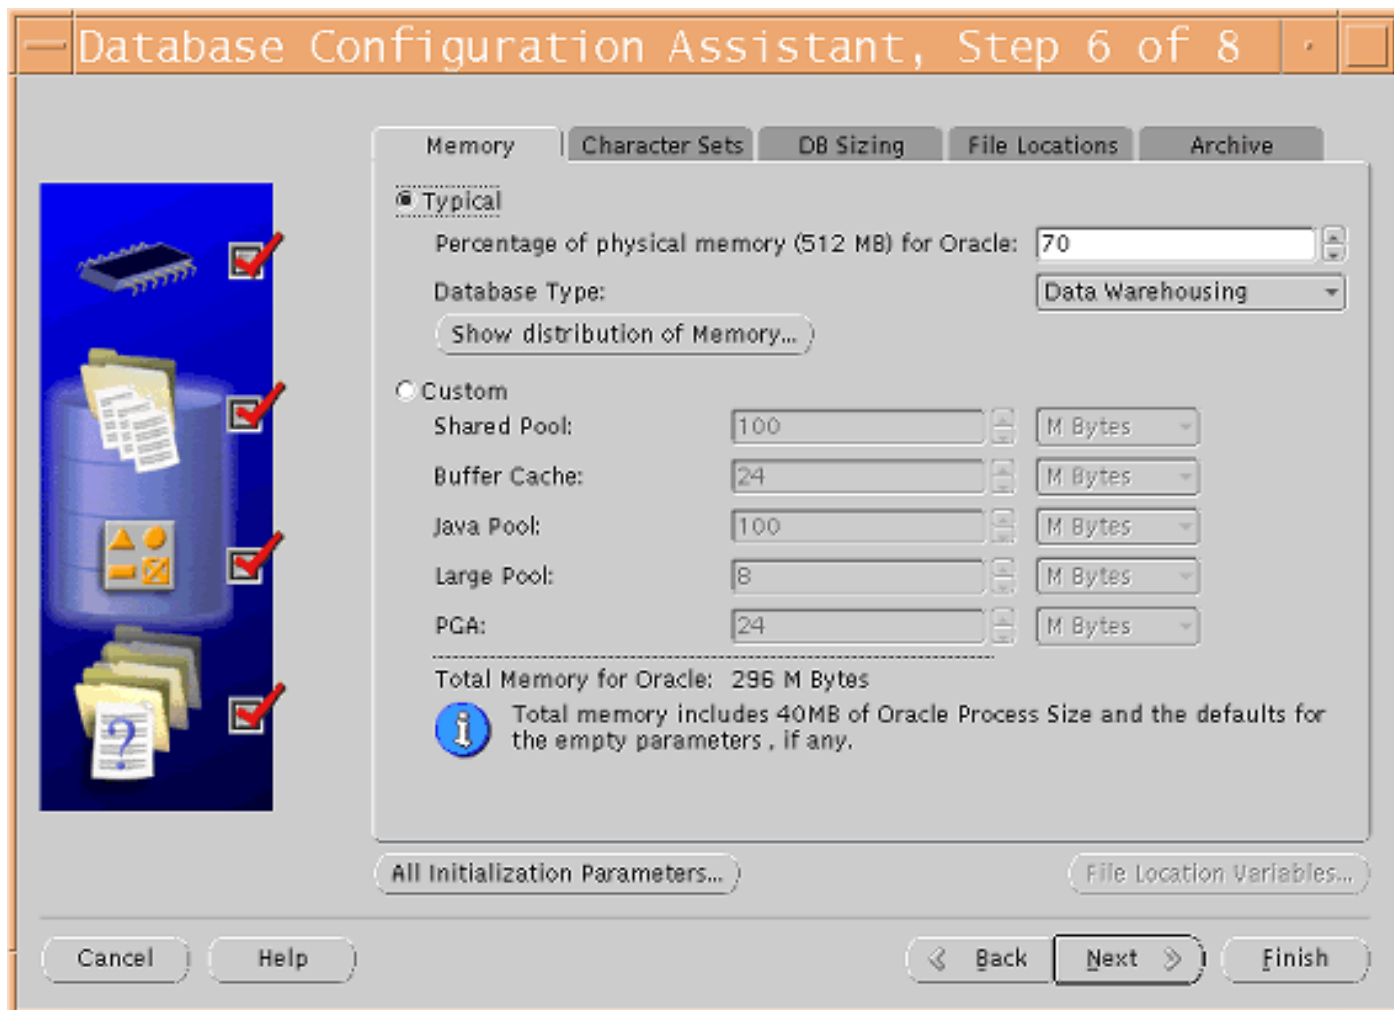 Database Configuration Assistant, Step 6 of 8
Memory Character Sets DB Sizing File Locations Archive
Typical
Percentage of physical memory (512 MB) for Oracle: 70
Database Type: Data Warehousing
Show distribution of Memory...
Custom
Shared Pool: 100 M Bytes
Buffer Cache: 24 M Bytes
Java Pool: 100 M Bytes
Large Pool: 8 M Bytes
PGA: 24 M Bytes
Total Memory for Oracle: 296 M Bytes
Total memory includes 40MB of Oracle Process Size and the defaults for
the empty parameters , if any.
All Initialization Parameters... File Location Variables...
Cancel Help Back Next Finish